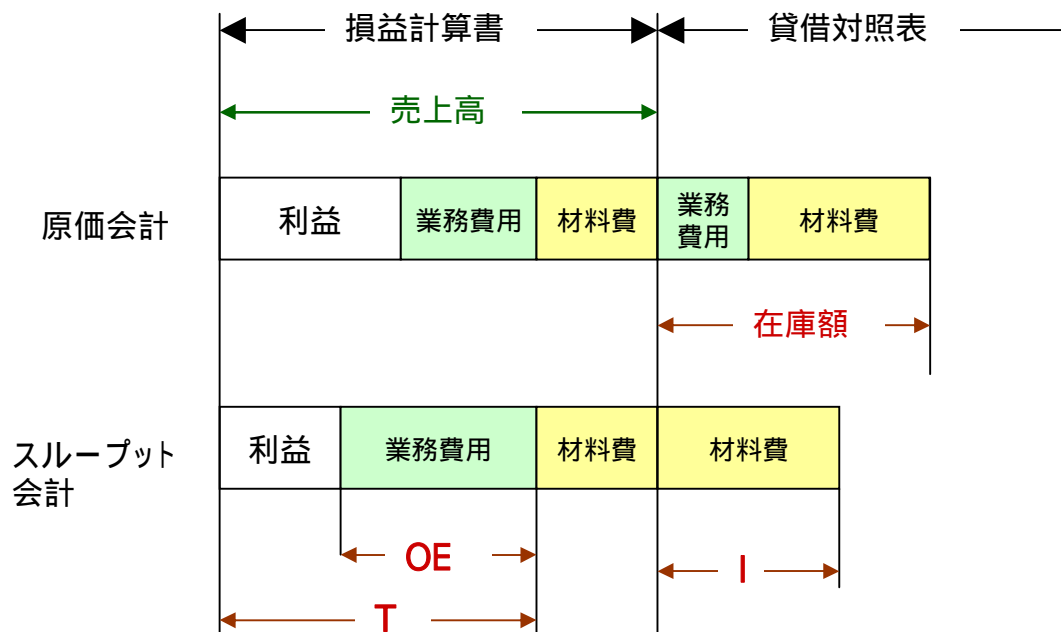 損益計算書
貸借対照表
売上高
原価会計
利益
業務費用
材料費
業務
費用
材料費
在庫額
スループット
会計
利益
業務費用
材料費
材料費
OE
I
T